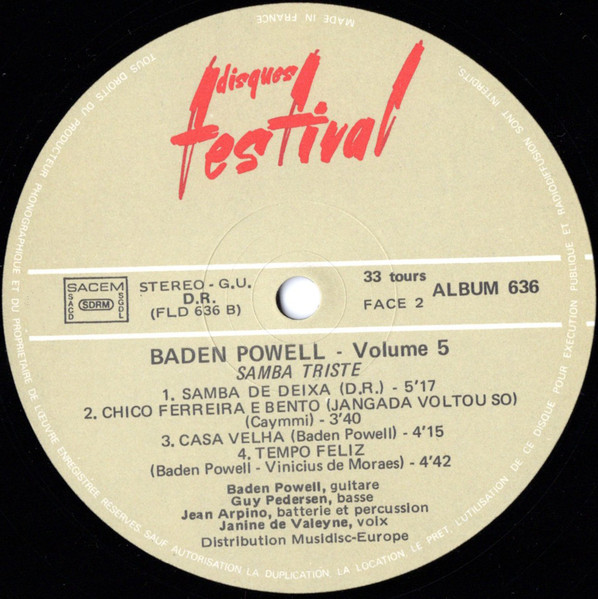 MADE IN FRANCE
TOUS DROITS DU PRODUCTEUR PHONOGRAPHIQUE ET DU PROPRIETAIRE DE L'ŒUVRE ENREGISTREE RESERVES. SAUF AUTORISATION LA DUPLICATION, LA LOCATION, LE PRET, L'UTILISATION DE CE DISQUE POUR EXECUTION PUBLIQUE ET RADIODIFFUSION SONT INTERDITES.
disques
festival
SACEM
SACD
SDRM
SGDL
STEREO - G.U.
D.R.
(FLD 636 B)
33 tours
FACE 2
ALBUM 636
BADEN POWELL - Volume 5
SAMBA TRISTE
1. SAMBA DE DEIXA (D.R.) - 5'17
2. CHICO FERREIRA E BENTO (JANGADA VOLTOU SO)
(Caymmi) - 3'40
3. CASA VELHA (Baden Powell) - 4'15
4. TEMPO FELIZ
(Baden Powell - Vinicius de Moraes) - 4'42
Baden Powell, guitare
Guy Pedersen, basse
Jean Arpino, batterie et percussion
Janine de Valeyne, voix
Distribution Musidisc-Europe